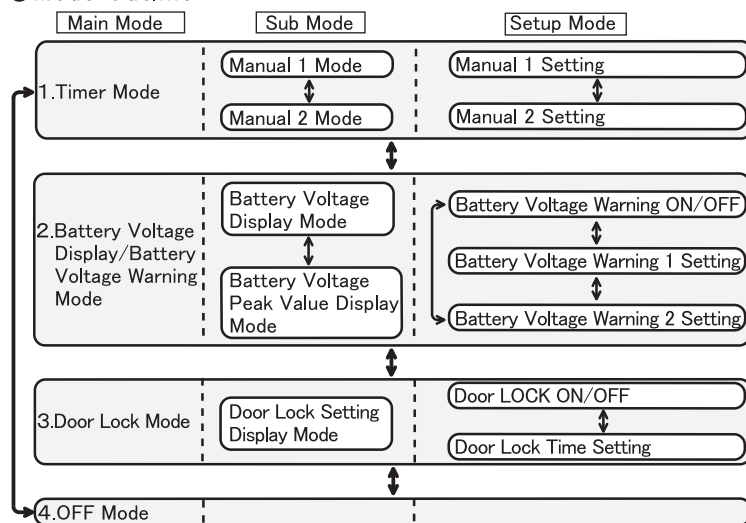 Main Mode
Sub Mode
Setup Mode
1.Timer Mode
Manual 1 Mode
Manual 2 Mode
Manual 1 Setting
Manual 2 Setting
2.Battery Voltage
Display/Battery
Voltage Warning
Mode
Battery Voltage
Display Mode
Battery Voltage
Peak Value Display
Mode
Battery Voltage Warning ON/OFF
Battery Voltage Warning 1 Setting
Battery Voltage Warning 2 Setting
3.Door Lock Mode
Door Lock Setting
Display Mode
Door LOCK ON/OFF
Door Lock Time Setting
4.OFF Mode